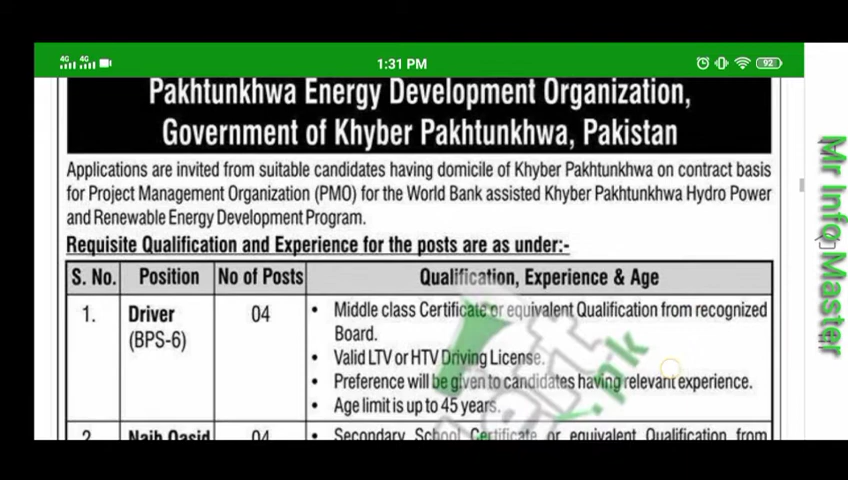 4G 4G 1:31 PM 92
Pakhtunkhwa Energy Development Organization,
Government of Khyber Pakhtunkhwa, Pakistan
Applications are invited from suitable candidates having domicile of Khyber Pakhtunkhwa on contract basis
for Project Management Organization (PMO) for the World Bank assisted Khyber Pakhtunkhwa Hydro Power
and Renewable Energy Development Program.
Requisite Qualification and Experience for the posts are as under:-
S. No. Position No of Posts Qualification, Experience & Age
1. Driver (BPS-6) 04
• Middle class Certificate or equivalent Qualification from recognized
Board.
• Valid LTV or HTV Driving License.
• Preference will be given to candidates having relevant experience.
• Age limit is up to 45 years.
2. Naib Qasid 04 • Secondary School Certificate or equivalent Qualification from
.pk
Mr Info Master